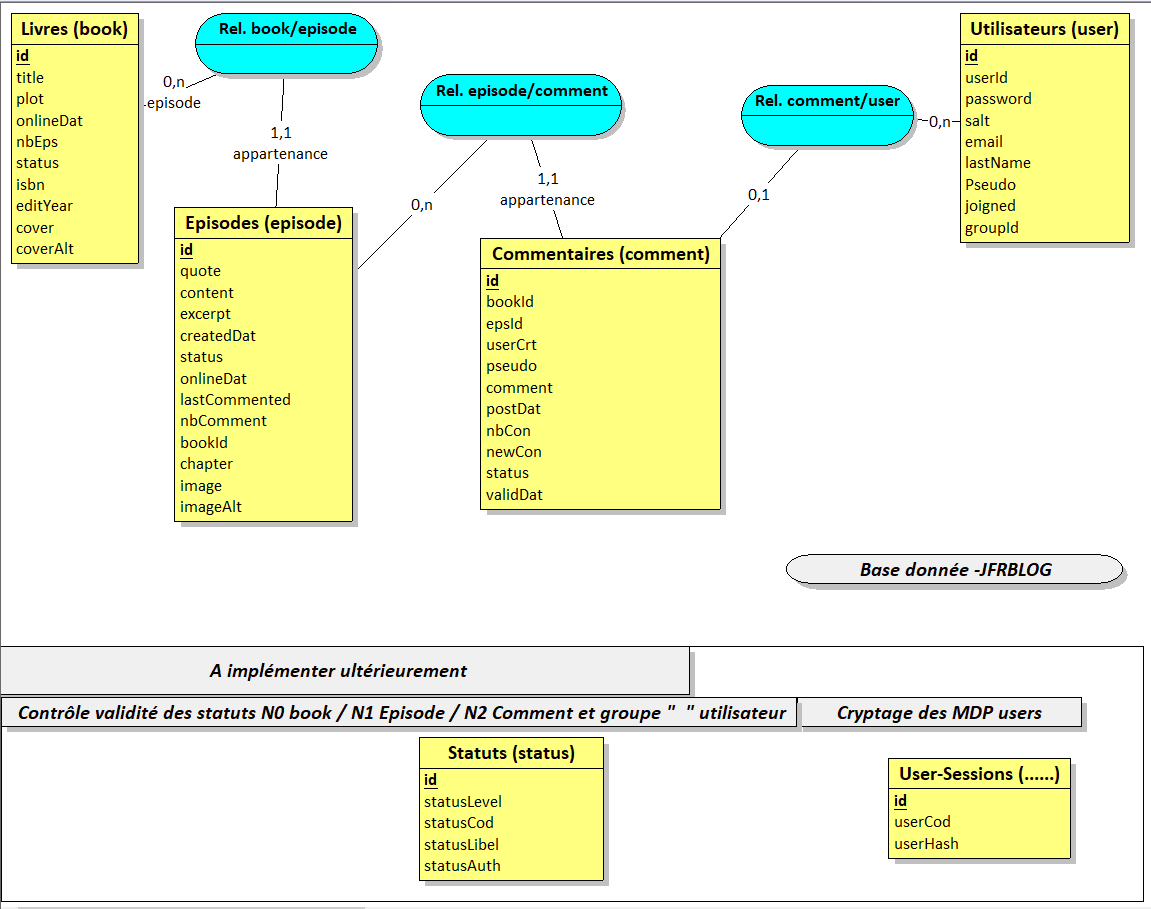 Livres (book)
id
title
plot
onlineDat
nbEps
status
isbn
editYear
cover
coverAlt
Rel. book/episode
0,n
episode
1,1
appartenance
Episodes (episode)
id
quote
content
excerpt
createdDat
status
onlineDat
lastCommented
nbComment
bookId
chapter
image
imageAlt
Rel. episode/comment
0,n
1,1
appartenance
Commentaires (comment)
id
bookId
epsId
userCrt
pseudo
comment
postDat
nbCon
newCon
status
validDat
Rel. comment/user
0,1
0,n
Utilisateurs (user)
id
userId
password
salt
email
lastName
Pseudo
joigned
groupId
Base donnée -JFRBLOG
A implémenter ultérieurement
Contrôle validité des statuts N0 book / N1 Episode / N2 Comment et groupe "  " utilisateur
Cryptage des MDP users
Statuts (status)
id
statusLevel
statusCod
statusLibel
statusAuth
User-Sessions (......)
id
userCod
userHash